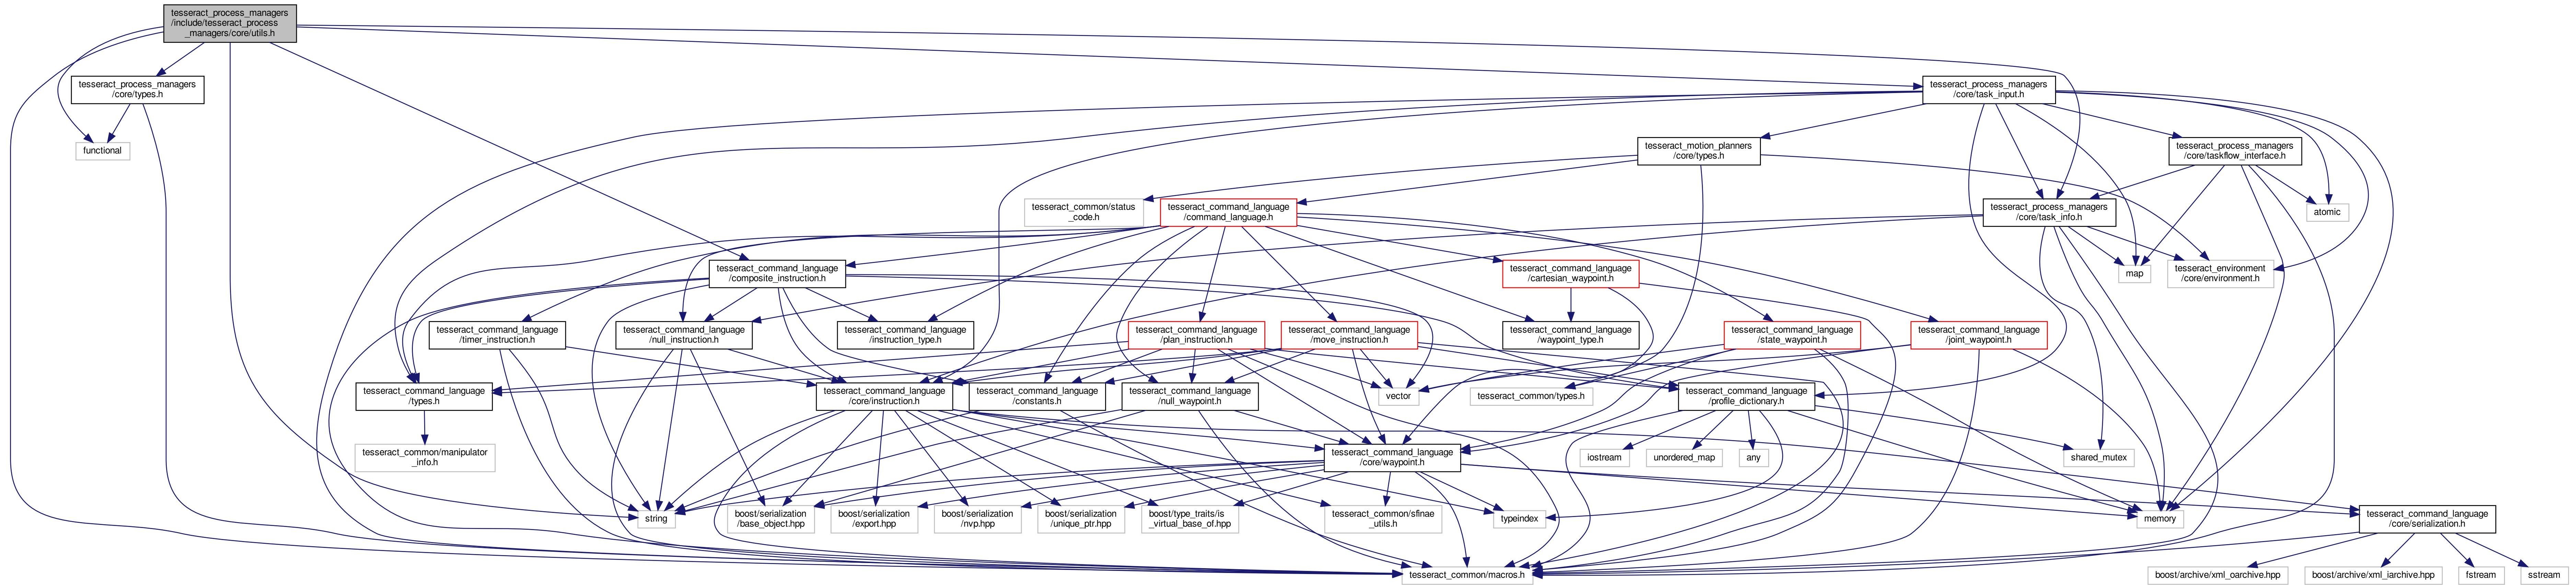 tesseract_process_managers
/include/tesseract_process
_managers/core/utils.h
tesseract_process_managers
/core/types.h
tesseract_process_managers
/core/task_input.h
functional
tesseract_motion_planners
/core/types.h
tesseract_process_managers
/core/taskflow_interface.h
tesseract_common/status
_code.h
tesseract_command_language
/command_language.h
tesseract_process_managers
/core/task_info.h
atomic
tesseract_command_language
/composite_instruction.h
tesseract_command_language
/cartesian_waypoint.h
map
tesseract_environment
/core/environment.h
tesseract_command_language
/timer_instruction.h
tesseract_command_language
/null_instruction.h
tesseract_command_language
/instruction_type.h
tesseract_command_language
/plan_instruction.h
tesseract_command_language
/move_instruction.h
tesseract_command_language
/waypoint_type.h
tesseract_command_language
/state_waypoint.h
tesseract_command_language
/joint_waypoint.h
tesseract_command_language
/types.h
tesseract_command_language
/core/instruction.h
tesseract_command_language
/constants.h
tesseract_command_language
/null_waypoint.h
vector
tesseract_common/types.h
tesseract_command_language
/profile_dictionary.h
tesseract_common/manipulator
_info.h
tesseract_command_language
/core/waypoint.h
iostream
unordered_map
any
shared_mutex
string
boost/serialization
/base_object.hpp
boost/serialization
/export.hpp
boost/serialization
/nvp.hpp
boost/serialization
/unique_ptr.hpp
boost/type_traits/is
_virtual_base_of.hpp
tesseract_common/sfinae
_utils.h
typeindex
memory
tesseract_command_language
/core/serialization.h
tesseract_common/macros.h
boost/archive/xml_oarchive.hpp
boost/archive/xml_iarchive.hpp
fstream
sstream